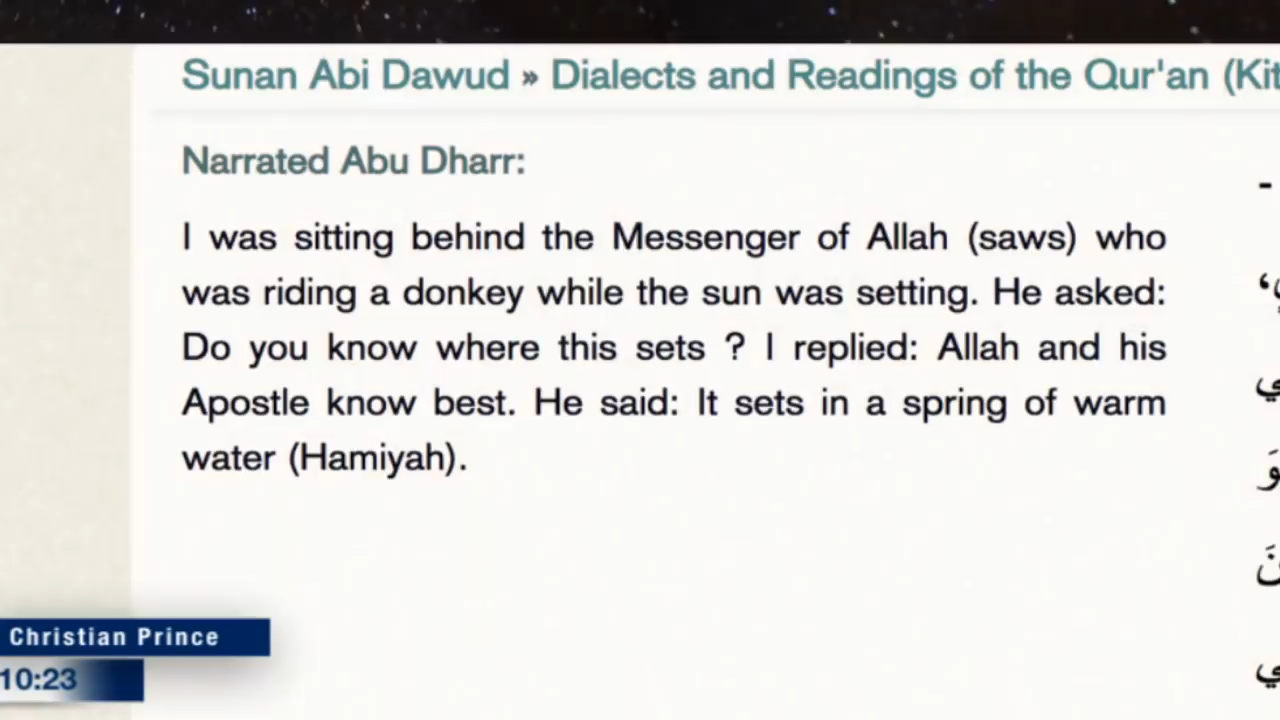 Sunan Abi Dawud » Dialects and Readings of the Qur'an (Kit
Narrated Abu Dharr:
I was sitting behind the Messenger of Allah (saws) who
was riding a donkey while the sun was setting. He asked:
Do you know where this sets ? I replied: Allah and his
Apostle know best. He said: It sets in a spring of warm
water (Hamiyah).
Christian Prince
10:23